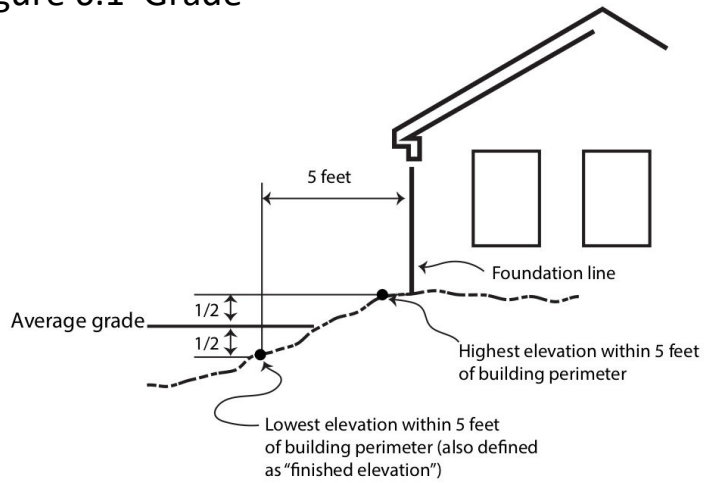 Figure 6.1 Grade
5 feet
Foundation line
1/2
Average grade
1/2
Highest elevation within 5 feet
of building perimeter
Lowest elevation within 5 feet
of building perimeter (also defined
as “finished elevation”)